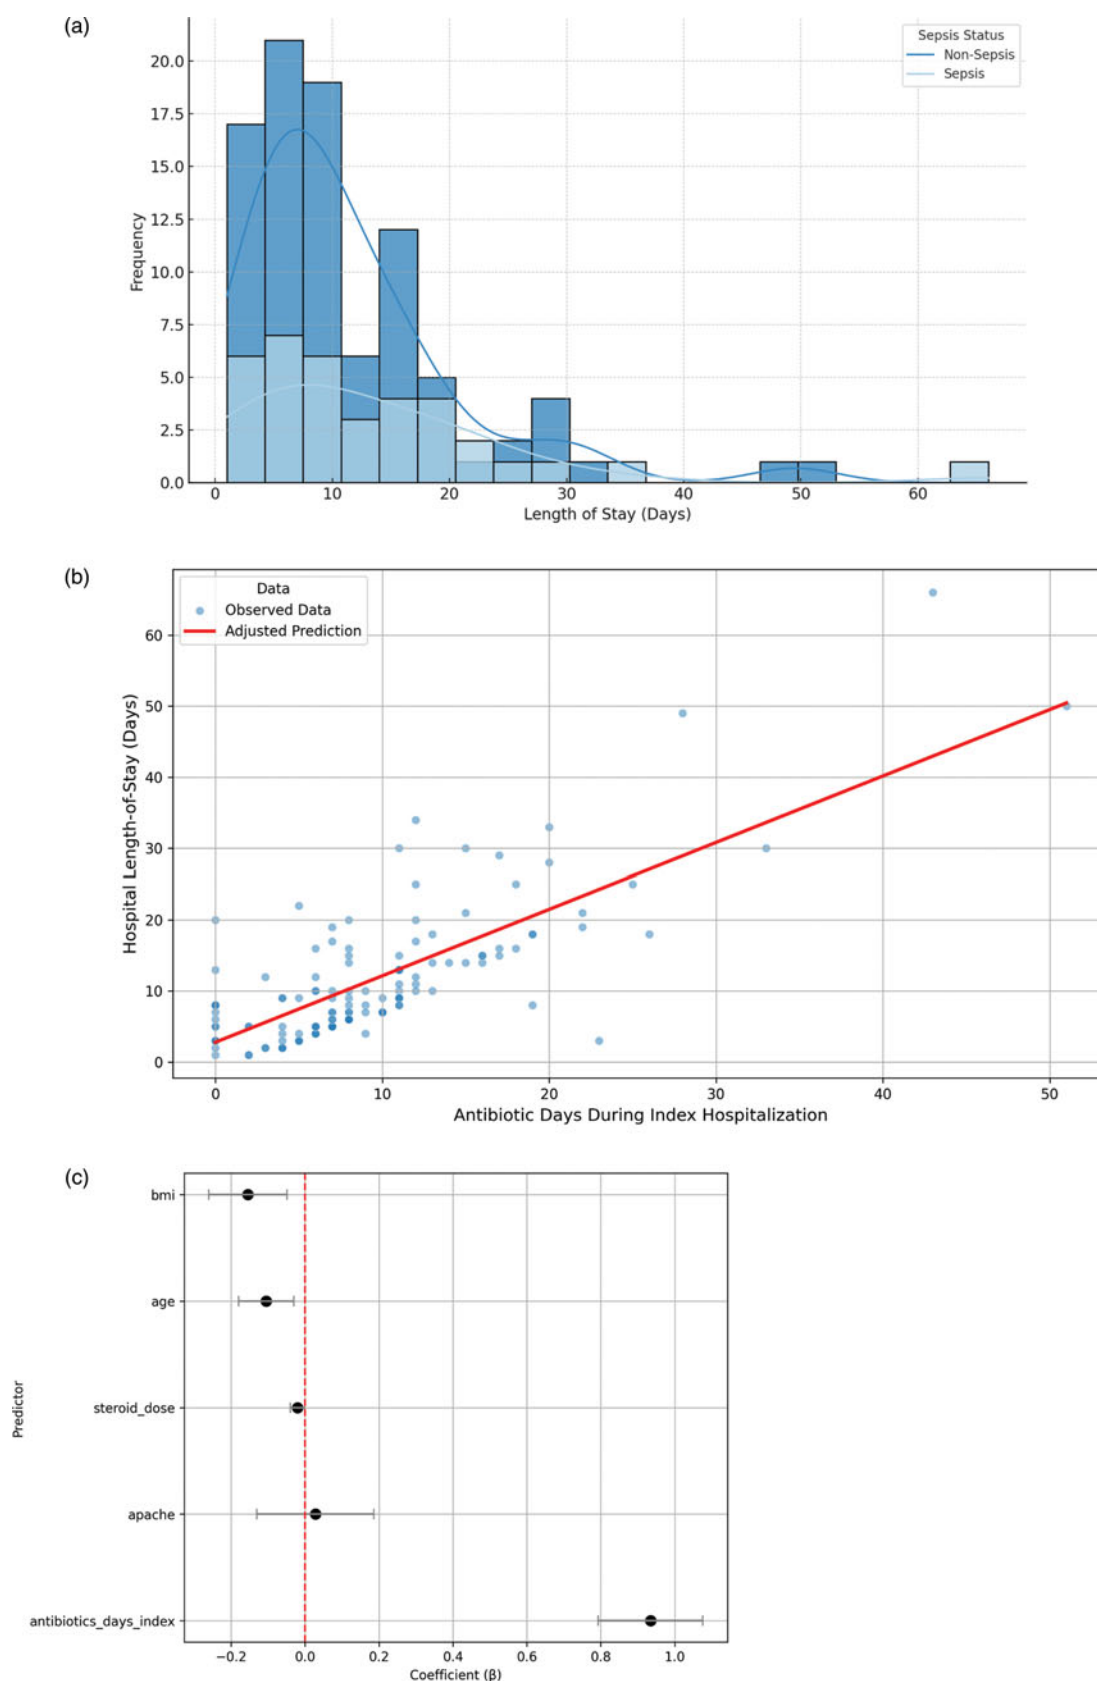 (a)
Sepsis Status
Non-Sepsis
Sepsis
20.0
17.5
15.0
12.5
10.0
7.5
5.0
2.5
0.0
Frequency
0 10 20 30 40 50 60
Length of Stay (Days)
(b)
Data
Observed Data
Adjusted Prediction
60
50
40
30
20
10
0
Hospital Length-of-Stay (Days)
0 10 20 30 40 50
Antibiotic Days During Index Hospitalization
(c)
bmi
age
steroid_dose
apache
antibiotics_days_index
Predictor
−0.2 0.0 0.2 0.4 0.6 0.8 1.0
Coefficient (β)